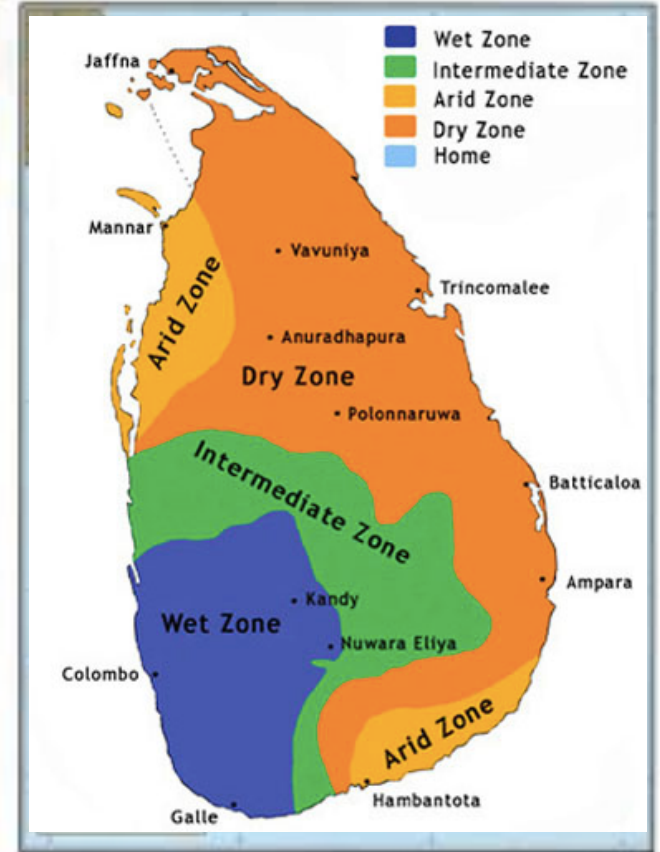 Wet Zone
Intermediate Zone
Arid Zone
Dry Zone
Home
Jaffna
Mannar
Vavuniya
Trincomalee
Arid Zone
Anuradhapura
Dry Zone
Polonnaruwa
Intermediate Zone
Batticaloa
Ampara
Kandy
Wet Zone
Nuwara Eliya
Colombo
Arid Zone
Hambantota
Galle